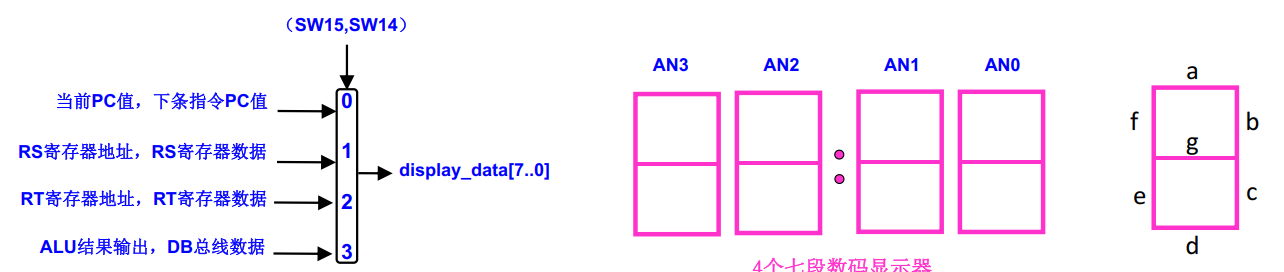 （SW15,SW14）
当前PC值，下条指令PC值
RS寄存器地址，RS寄存器数据
RT寄存器地址，RT寄存器数据
ALU结果输出，DB总线数据
0
1
2
3
display_data[7..0]
AN3
AN2
AN1
AN0
4个七段数码显示器
a
f
b
g
e
c
d